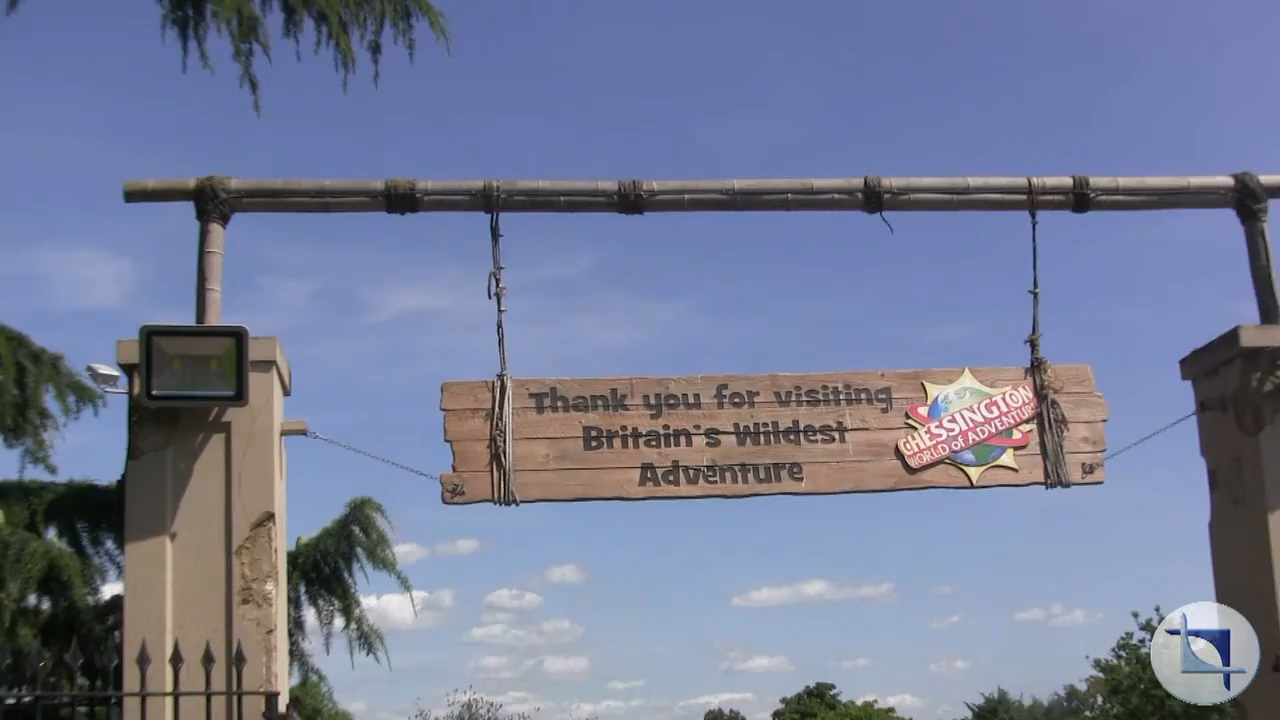 Thank you for visiting
Britain's Wildest
Adventure
CHESSINGTON
WORLD OF ADVENTURES